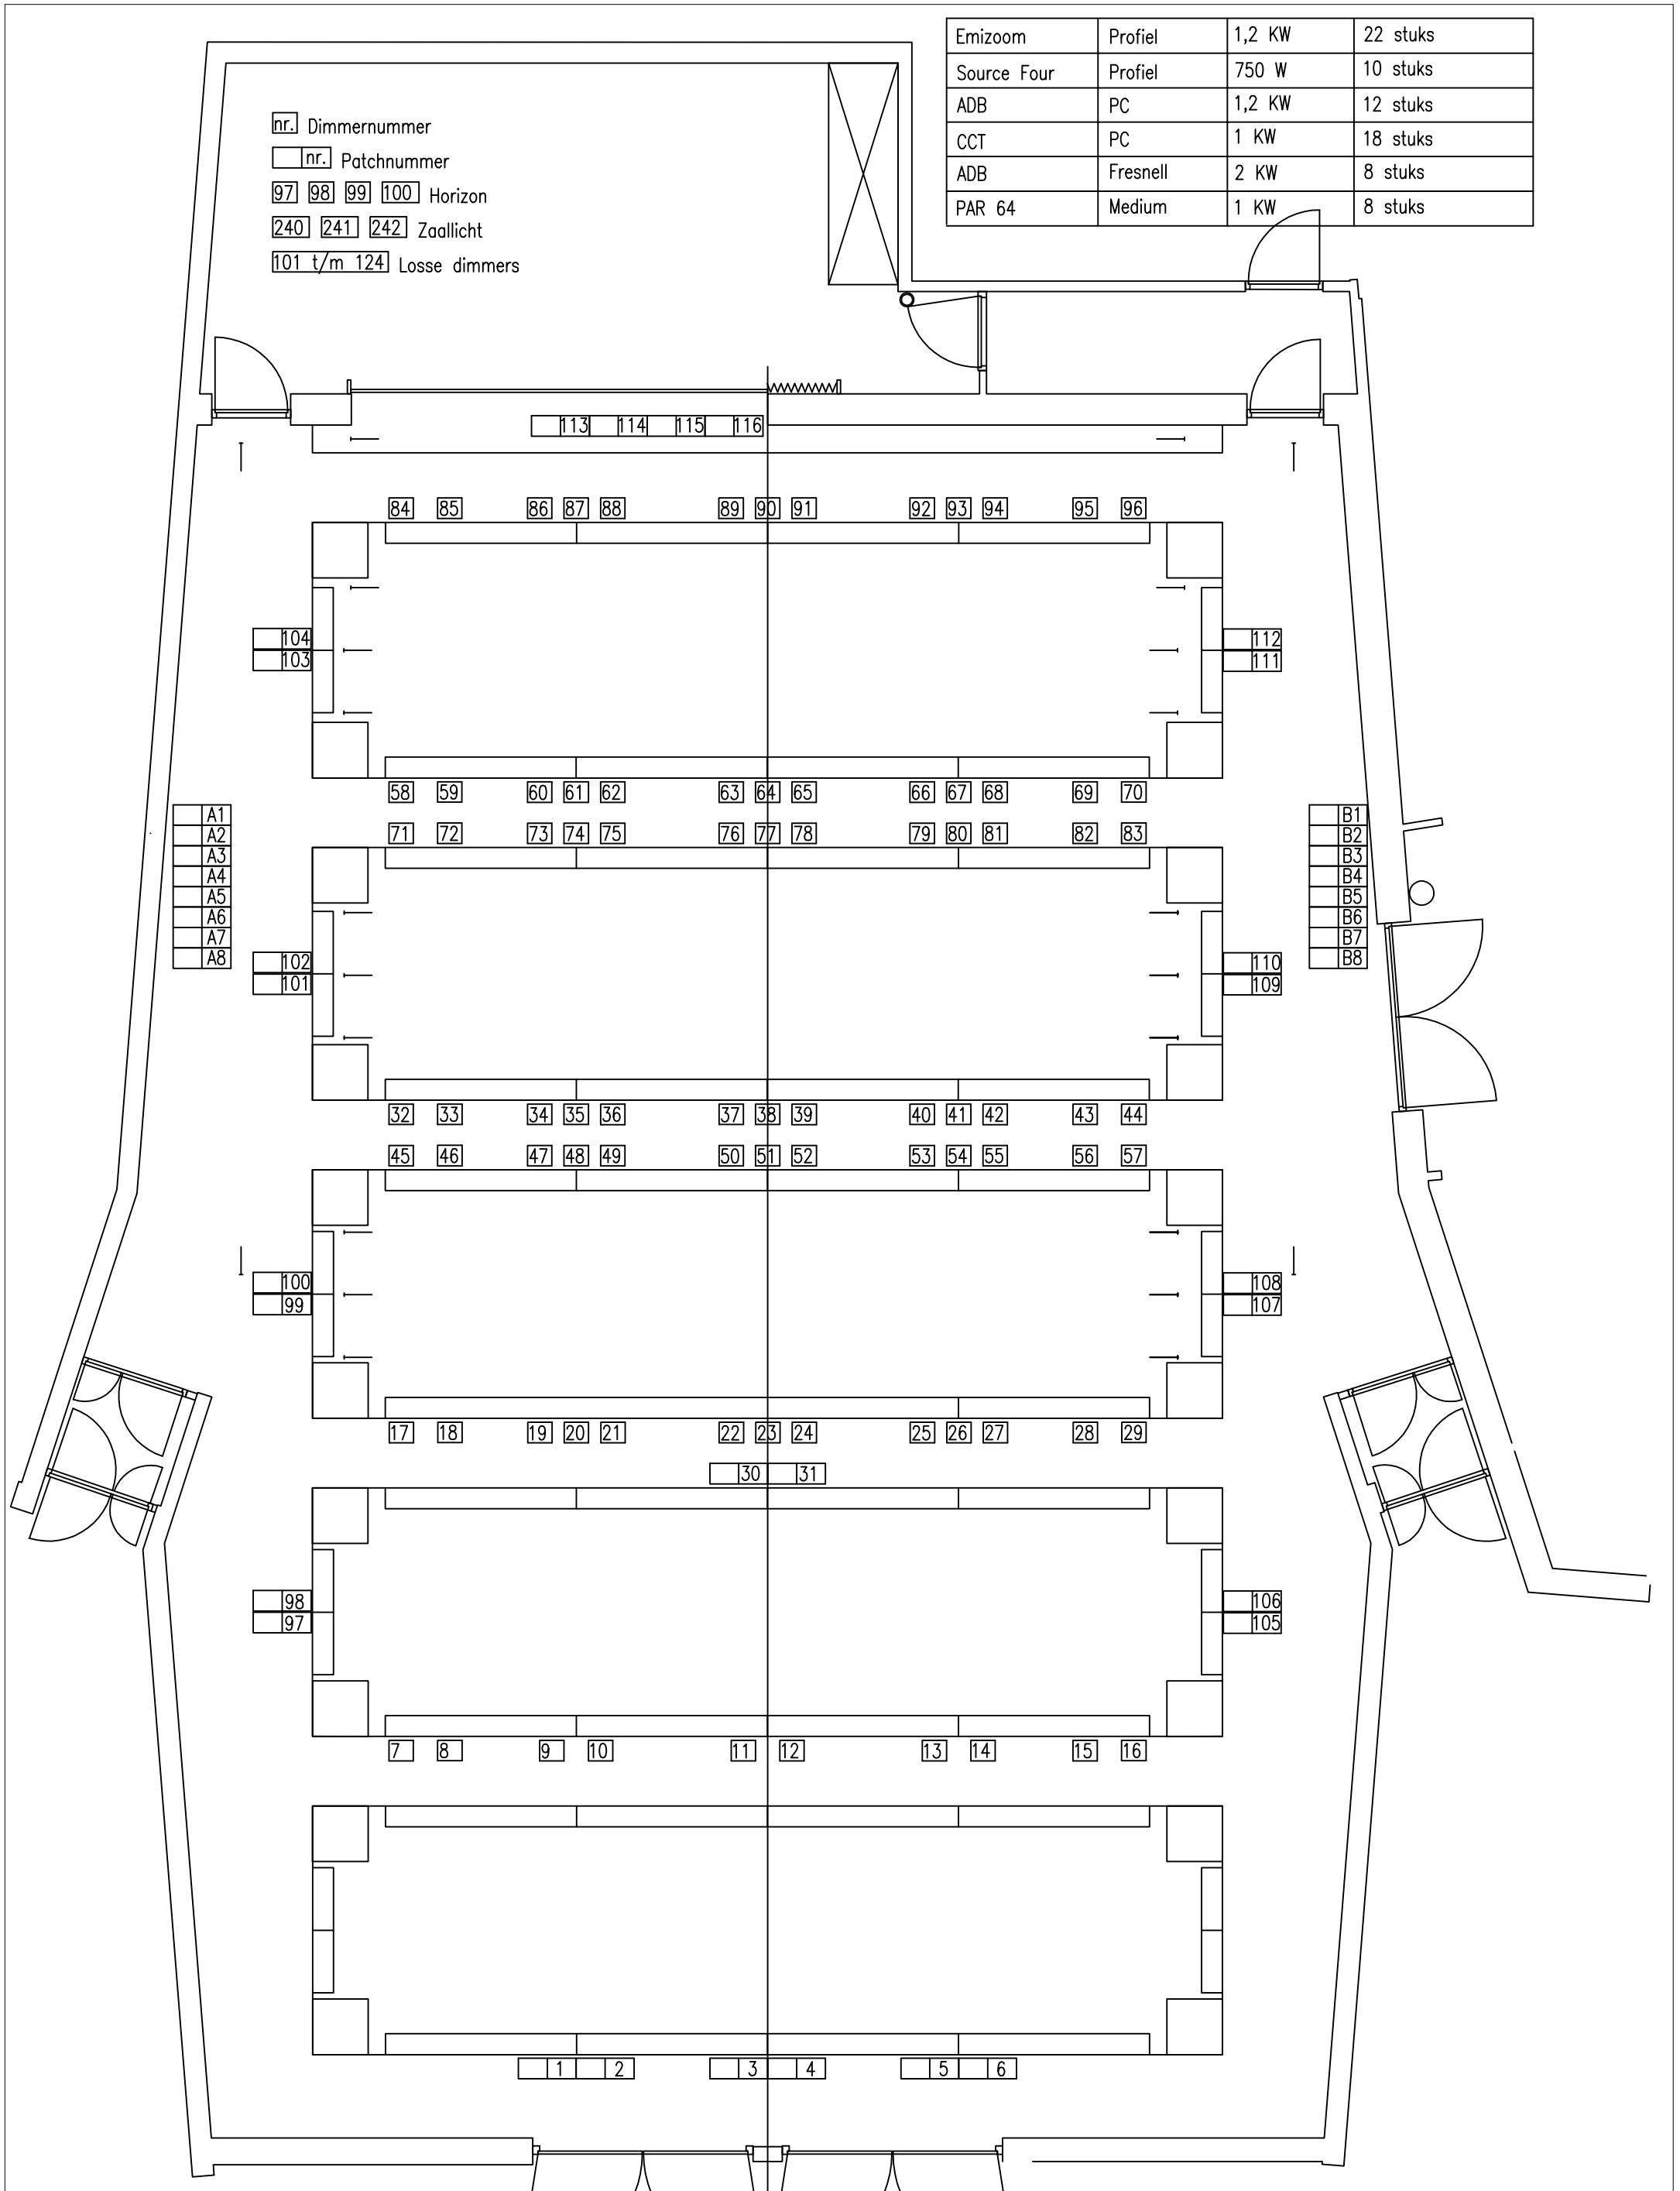 Emizoom Profiel 1,2 KW 22 stuks
Source Four Profiel 750 W 10 stuks
ADB PC 1,2 KW 12 stuks
CCT PC 1 KW 18 stuks
ADB Fresnell 2 KW 8 stuks
PAR 64 Medium 1 KW 8 stuks
nr. Dimmernummer
nr. Patchnummer
97 98 99 100 Horizon
240 241 242 Zaallicht
101 t/m 124 Losse dimmers
113 114 115 116
84 85 86 87 88 89 90 91 92 93 94 95 96
104 112
103 111
58 59 60 61 62 63 64 65 66 67 68 69 70
A1 B1
71 72 73 74 75 76 77 78 79 80 81 82 83
A2 B2
A3 B3
A4 B4
A5 B5
A6 B6
A7 B7
A8 B8
102 110
101 109
32 33 34 35 36 37 38 39 40 41 42 43 44
45 46 47 48 49 50 51 52 53 54 55 56 57
100 108
99 107
17 18 19 20 21 22 23 24 25 26 27 28 29
30 31
98 106
97 105
7 8 9 10 11 12 13 14 15 16
1 2 3 4 5 6